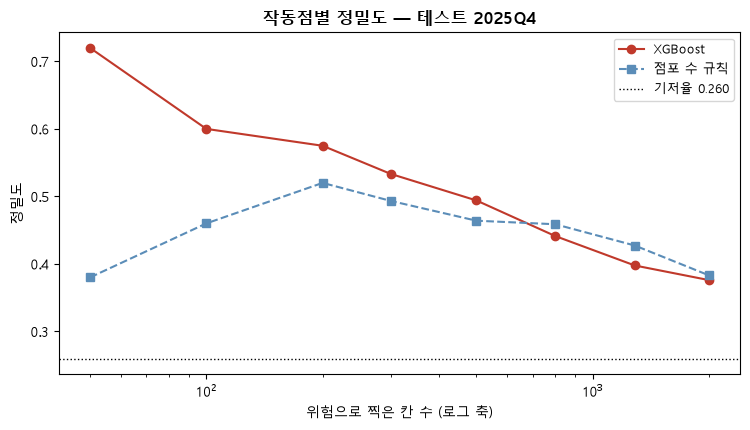 작동점별 정밀도 — 테스트 2025Q4
XGBoost
점포 수 규칙
기저율 0.260
정밀도
0.7
0.6
0.5
0.4
0.3
10²
10³
위험으로 찍은 칸 수 (로그 축)